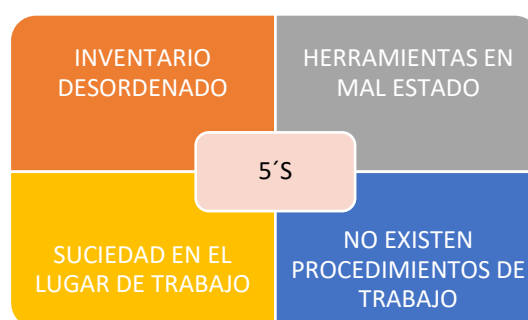 INVENTARIO
DESORDENADO
HERRAMIENTAS EN
MAL ESTADO
5´S
SUCIEDAD EN EL
LUGAR DE TRABAJO
NO EXISTEN
PROCEDIMIENTOS DE
TRABAJO